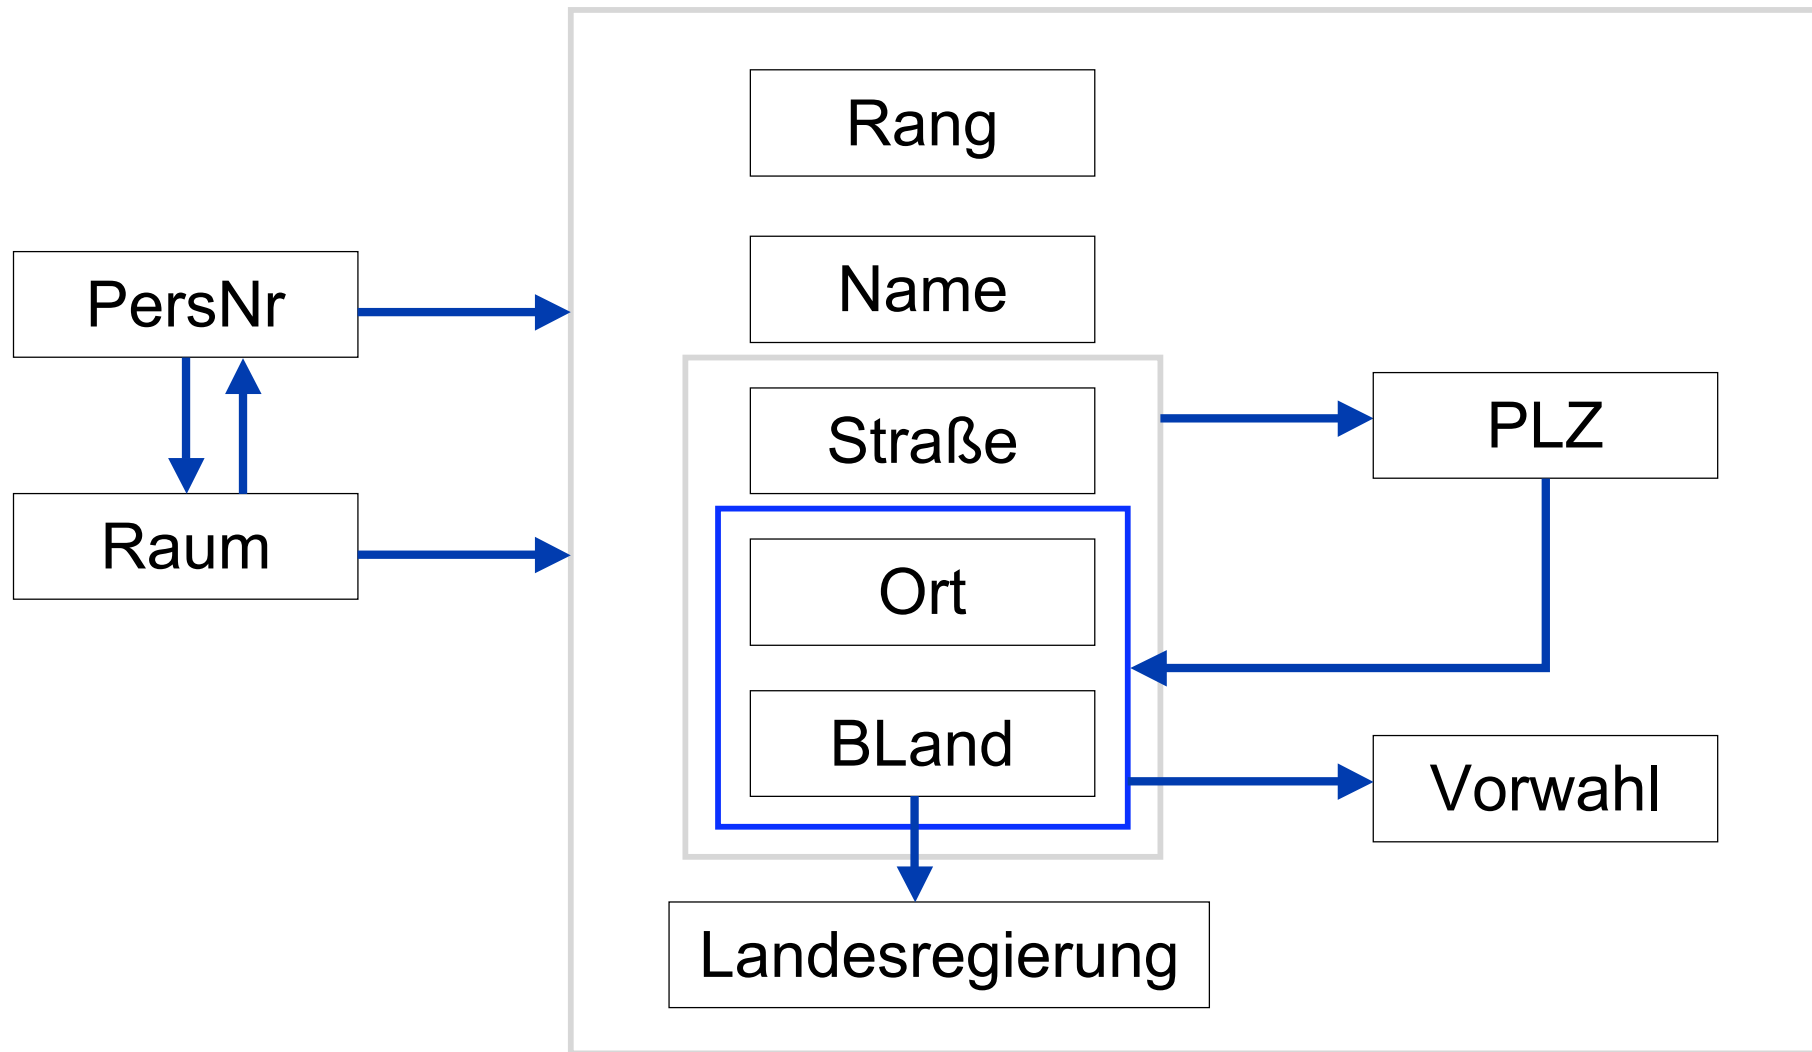 Rang
Name
PersNr
Straße
PLZ
Raum
Ort
BLand
Vorwahl
Landesregierung